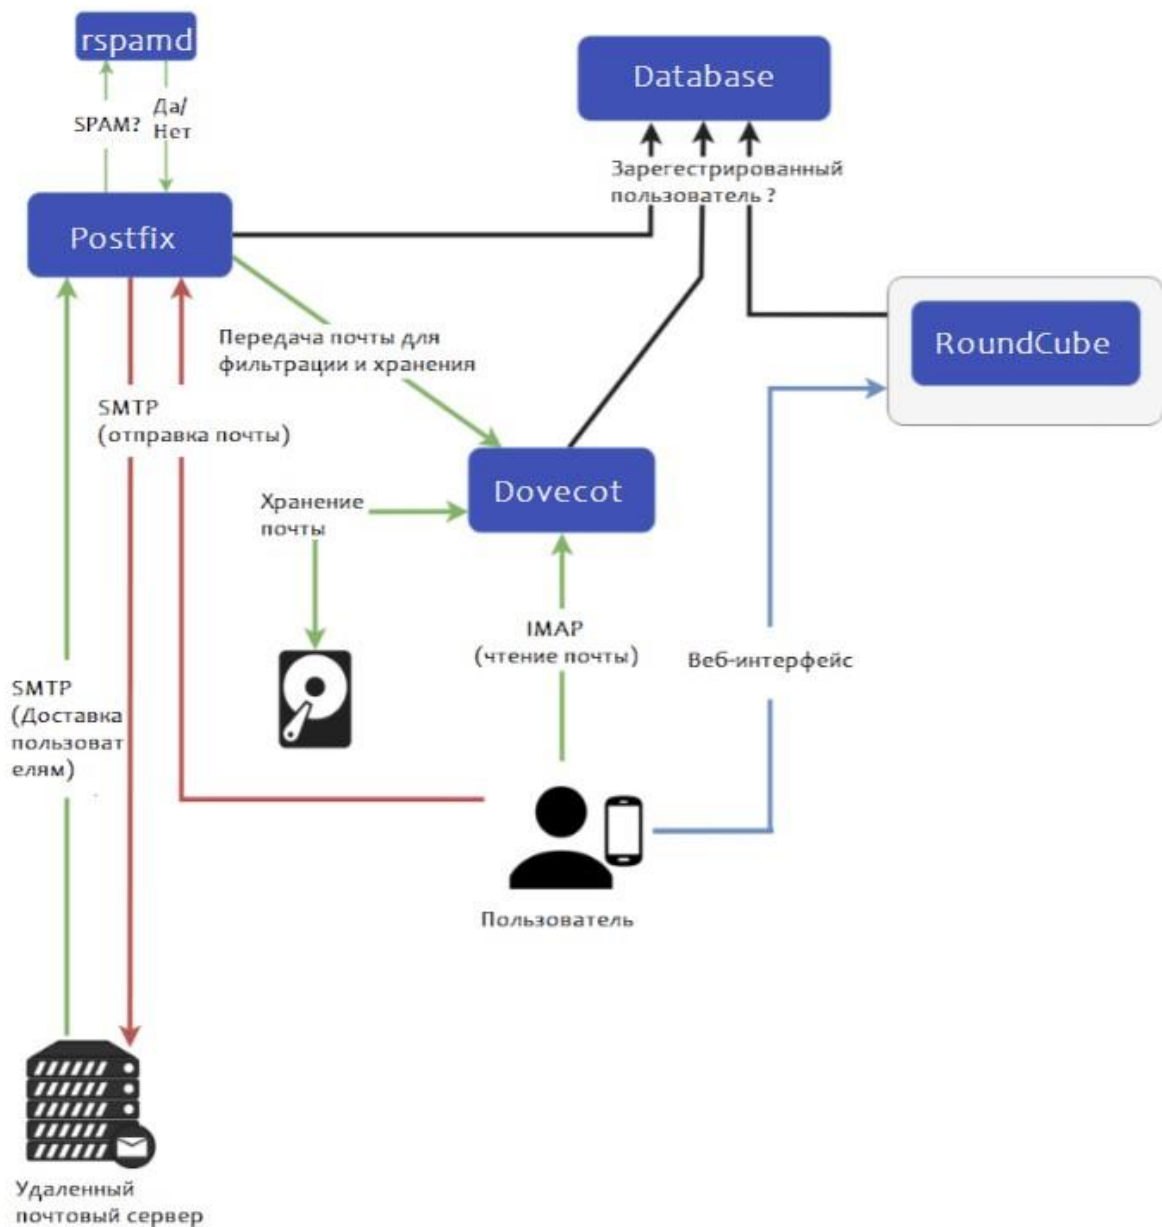 rspamd
Database
SPAM?
Да/
Нет
Зарегестрированный
пользователь?
Postfix
RoundCube
Передача почты для
фильтрации и хранения
SMTP
(отправка почты)
Dovecot
Хранение
почты
IMAP
(чтение почты)
Веб-интерфейс
SMTP
(Доставка
пользоват
елям)
Пользователь
Удаленный
почтовый сервер